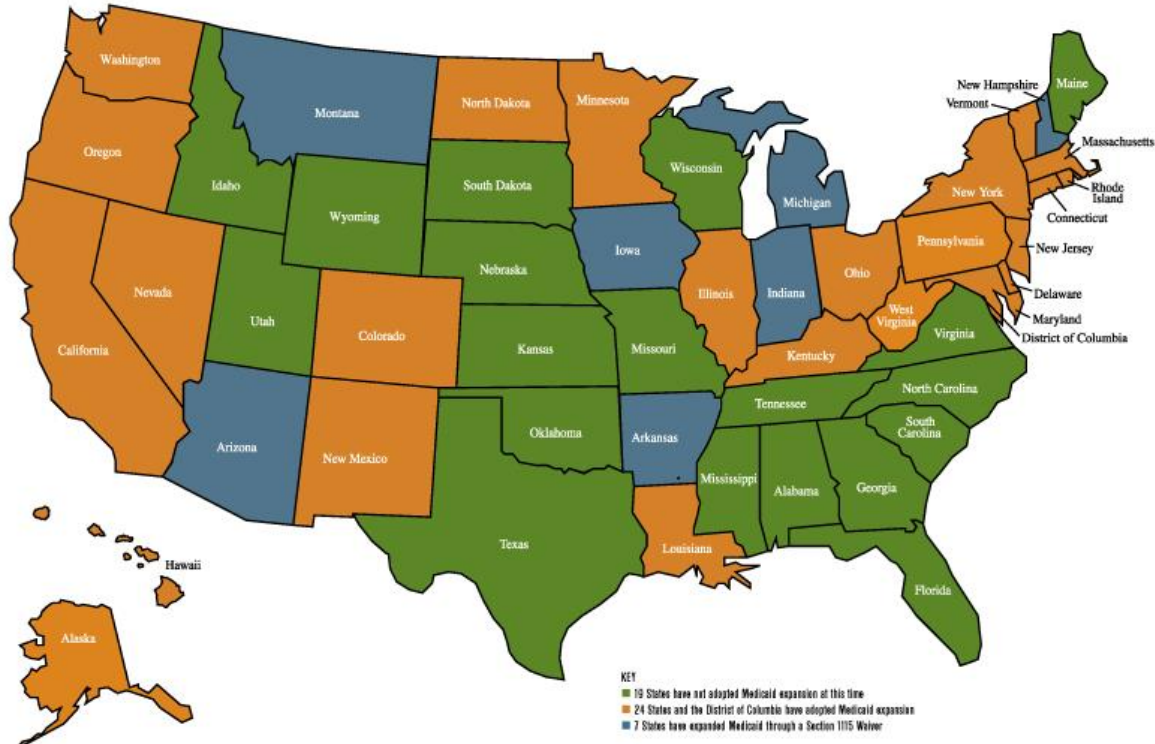 Washington
Montana
North Dakota
Minnesota
New Hampshire
Maine
Vermont
Oregon
Idaho
Massachusetts
Wisconsin
South Dakota
Wyoming
Michigan
New York
Rhode
Island
Connecticut
Pennsylvania
New Jersey
Iowa
Nebraska
Ohio
Nevada
Illinois
Indiana
Delaware
Utah
West
Virginia
Maryland
Colorado
Virginia
District of Columbia
California
Kansas
Missouri
Kentucky
North Carolina
Tennessee
South
Carolina
Oklahoma
Arkansas
Arizona
New Mexico
Mississippi
Alabama
Georgia
Texas
Louisiana
Hawaii
Florida
Alaska
KEY
19 States have not adopted Medicaid expansion at this time
24 States and the District of Columbia have adopted Medicaid expansion
7 States have expanded Medicaid through a Section 1115 Waiver